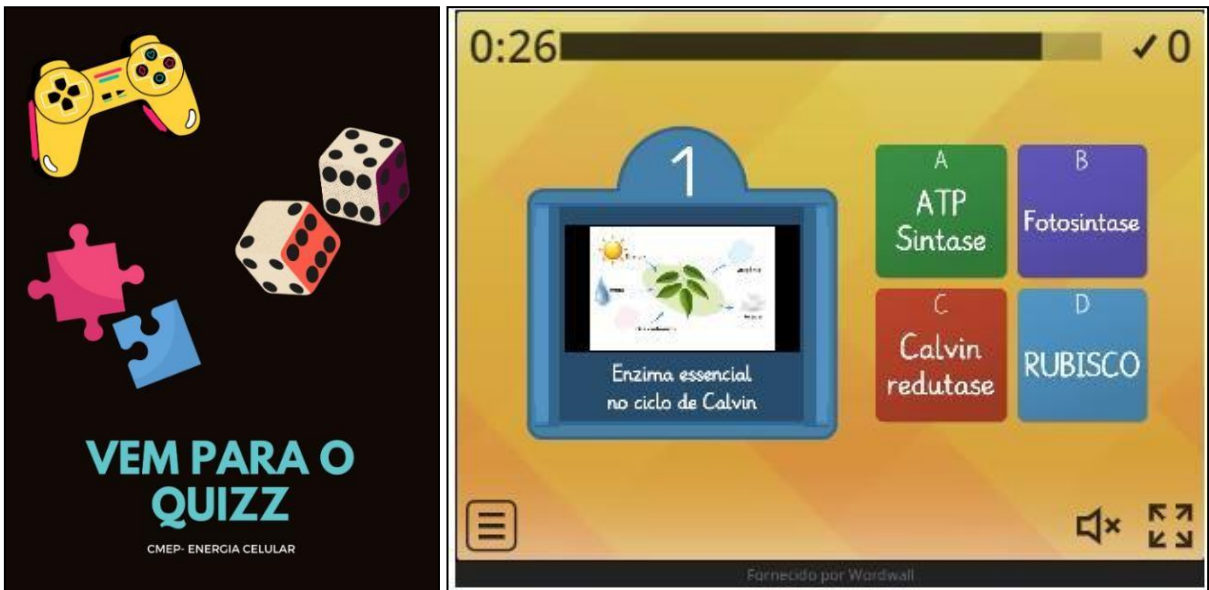 VEM PARA O
QUIZZ
CMEP- ENERGIA CELULAR
0:26
✓ 0
1
Enzima essencial
no ciclo de Calvin
A
ATP
Sintase
B
Fotosintase
C
Calvin
redutase
D
RUBISCO
Fornecido por Wordwall